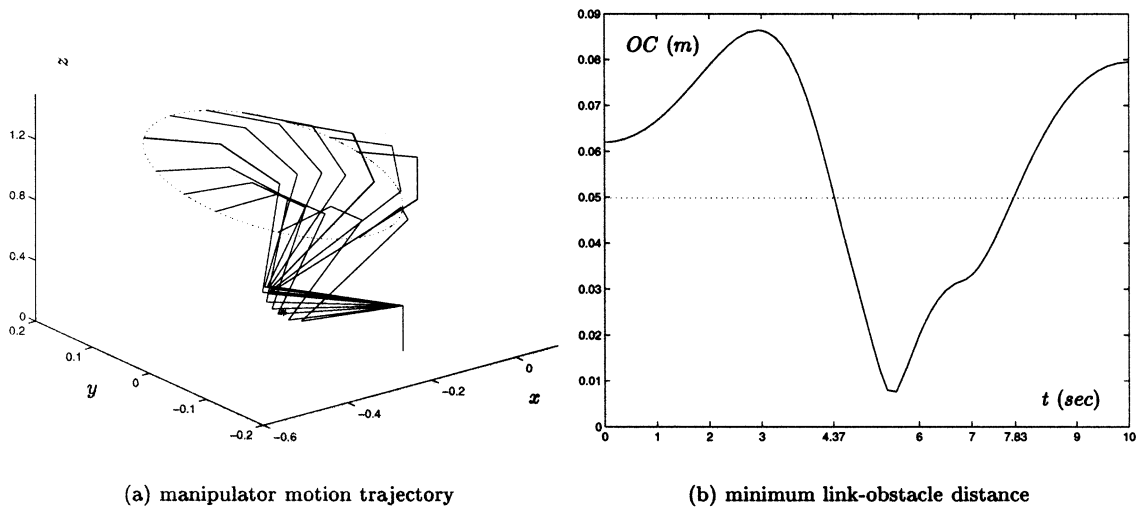 z
1.2
0.8
0.4
0
0.2
0.1
0
−0.1
−0.2
y
−0.6
−0.4
−0.2
0
x
(a) manipulator motion trajectory
OC (m)
0.09
0.08
0.07
0.06
0.05
0.04
0.03
0.02
0.01
0
0 1 2 3 4.37 6 7 7.83 9 10
t (sec)
(b) minimum link-obstacle distance